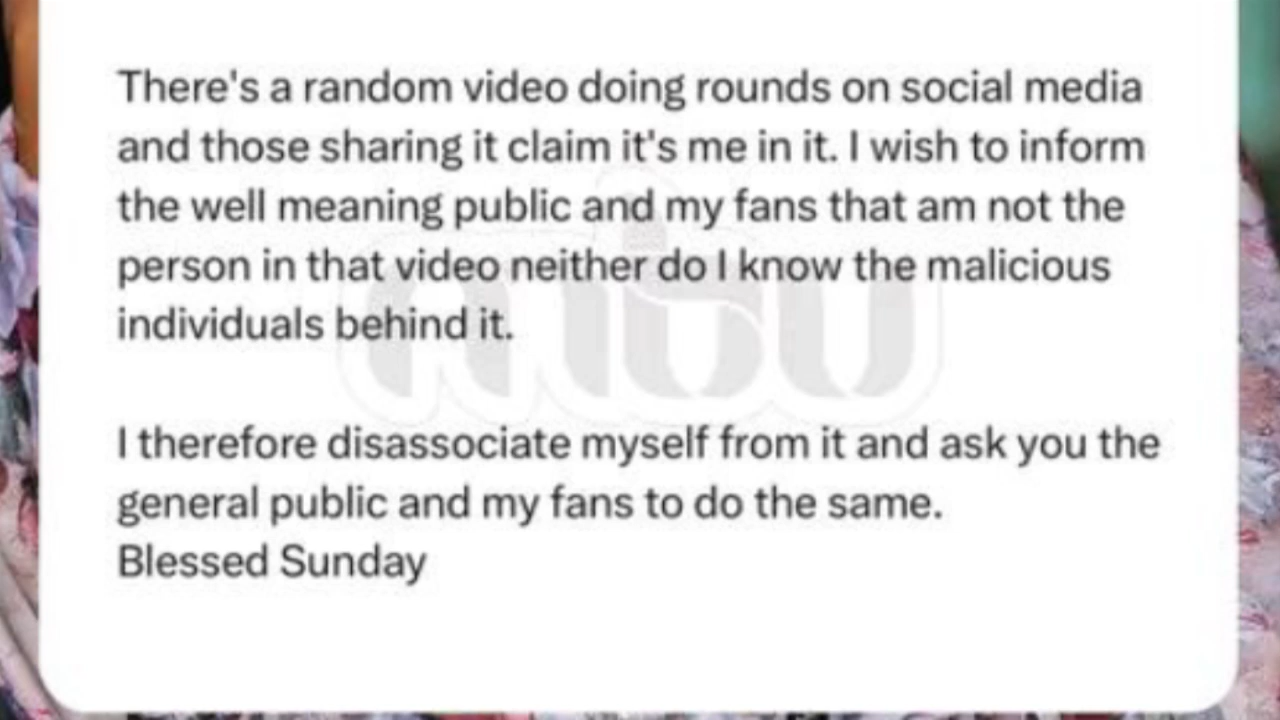 There's a random video doing rounds on social media
and those sharing it claim it's me in it. I wish to inform
the well meaning public and my fans that am not the
person in that video neither do I know the malicious
individuals behind it.
I therefore disassociate myself from it and ask you the
general public and my fans to do the same.
Blessed Sunday